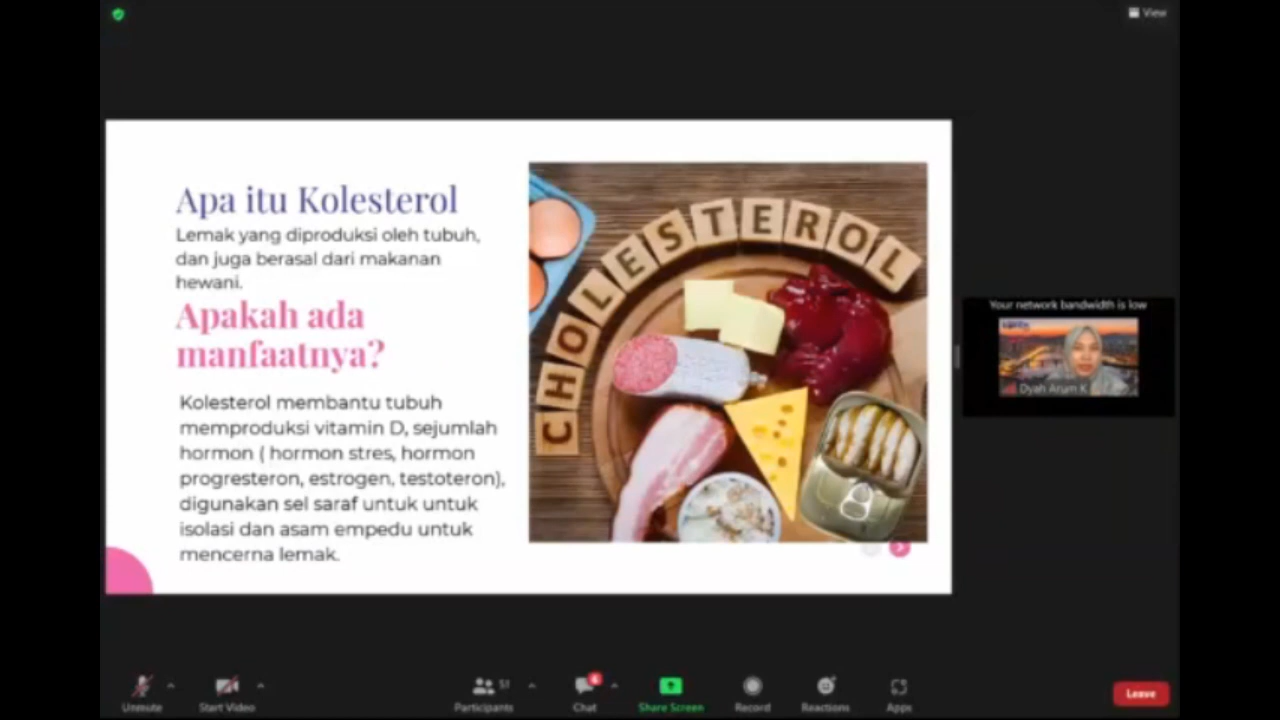 View
Apa itu Kolesterol
Lemak yang diproduksi oleh tubuh,
dan juga berasal dari makanan
hewani.
Apakah ada
manfaatnya?
Kolesterol membantu tubuh
memproduksi vitamin D, sejumlah
hormon ( hormon stres, hormon
progresteron, estrogen, testoteron),
digunakan sel saraf untuk untuk
isolasi dan asam empedu untuk
mencerna lemak.
CHOLESTEROL
Your network bandwidth is low
Dyah Arum K
Unmute
Start Video
Participants
51
Chat
6
Share Screen
Record
Reactions
Apps
Leave